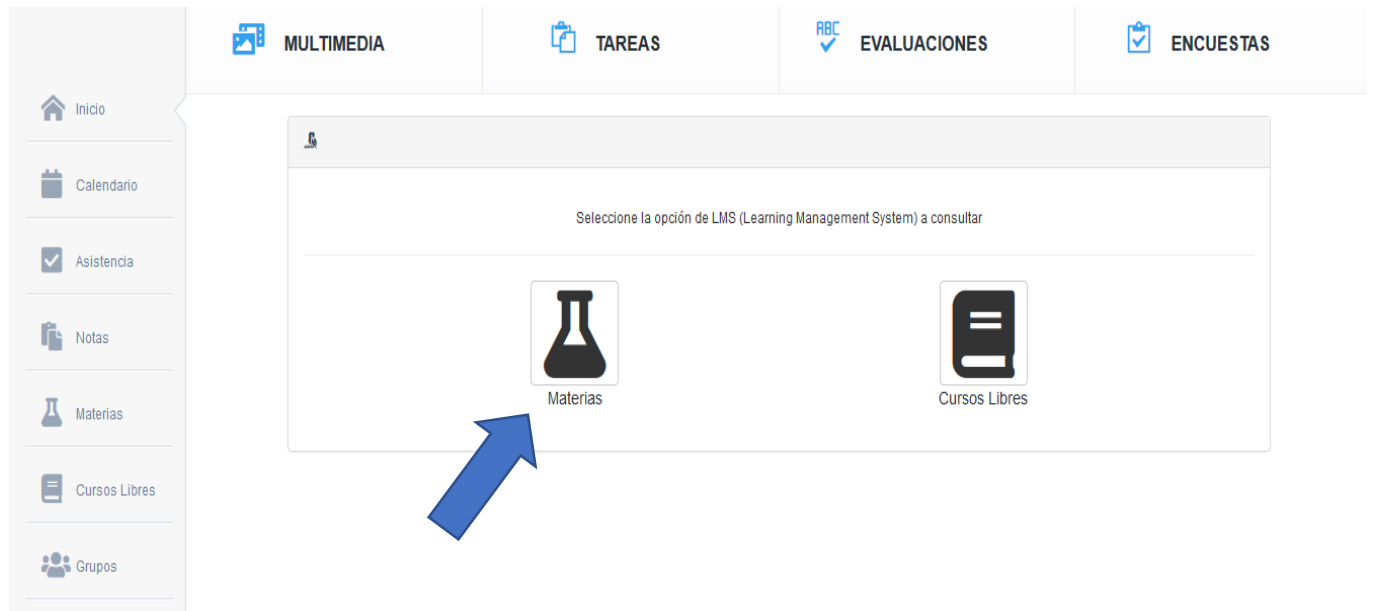 MULTIMEDIA
TAREAS
ABC
EVALUACIONES
ENCUESTAS
Inicio
Calendario
Asistencia
Notas
Materias
Cursos Libres
Grupos
Seleccione la opción de LMS (Learning Management System) a consultar
Materias
Cursos Libres